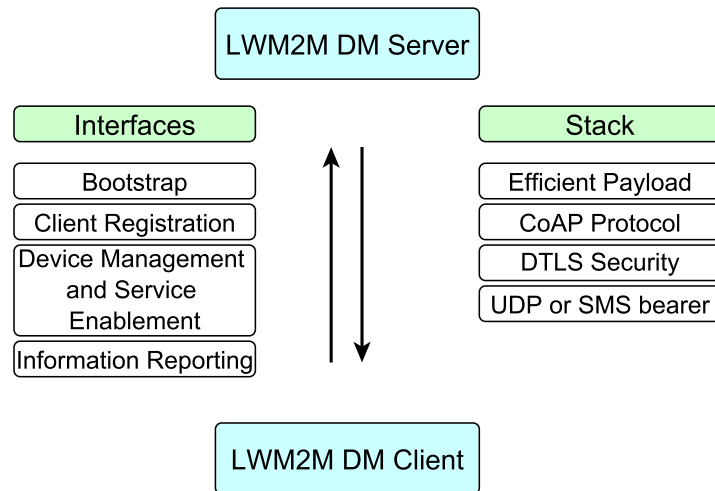 LWM2M DM Server
Interfaces
Bootstrap
Client Registration
Device Management
and Service
Enablement
Information Reporting
Stack
Efficient Payload
CoAP Protocol
DTLS Security
UDP or SMS bearer
LWM2M DM Client